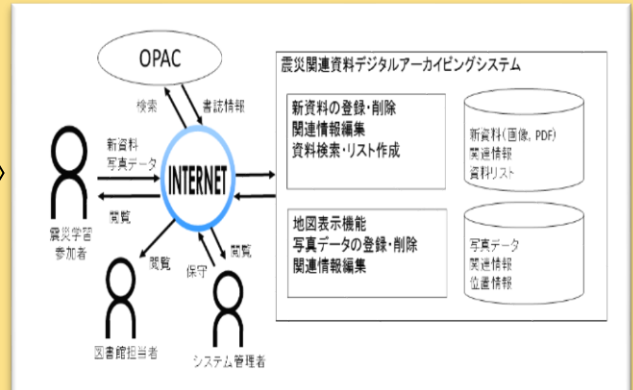 OPAC
検索
書誌情報
新資料
写真データ
INTERNET
閲覧
震災学習
参加者
閲覧
保守
閲覧
図書館担当者
システム管理者
震災関連資料デジタルアーカイビングシステム
新資料の登録・削除
関連情報編集
資料検索・リスト作成
新資料(画像, PDF)
関連情報
資料リスト
地図表示機能
写真データの登録・削除
関連情報編集
写真データ
関連情報
位置情報